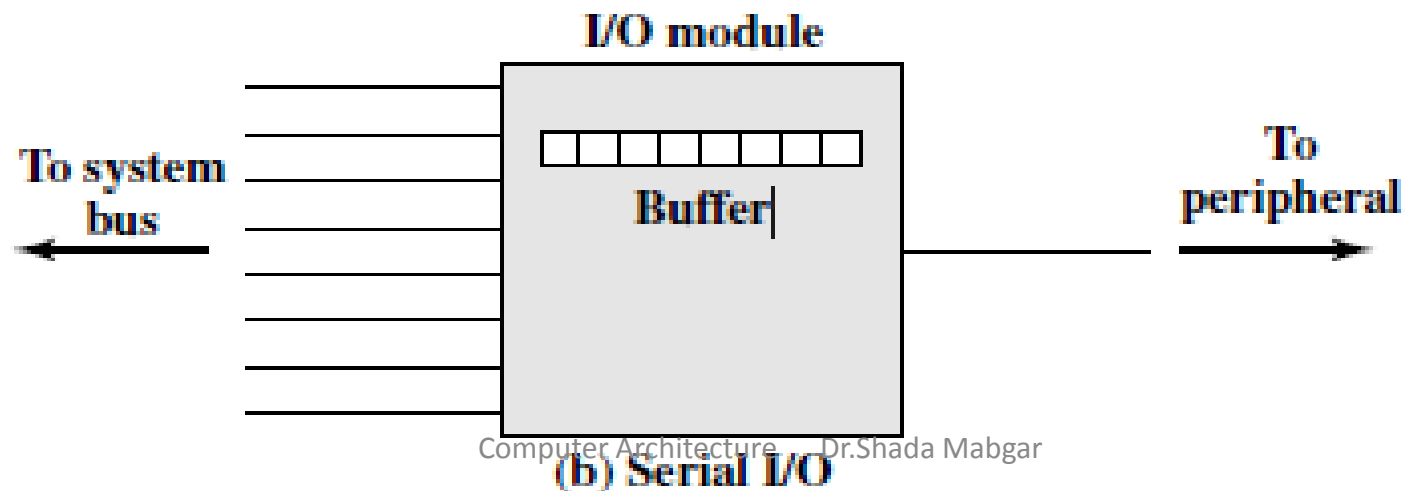 I/O module
To system
bus
Buffer
To
peripheral
Computer Architecture Dr.Shada Mabgar
(b) Serial I/O